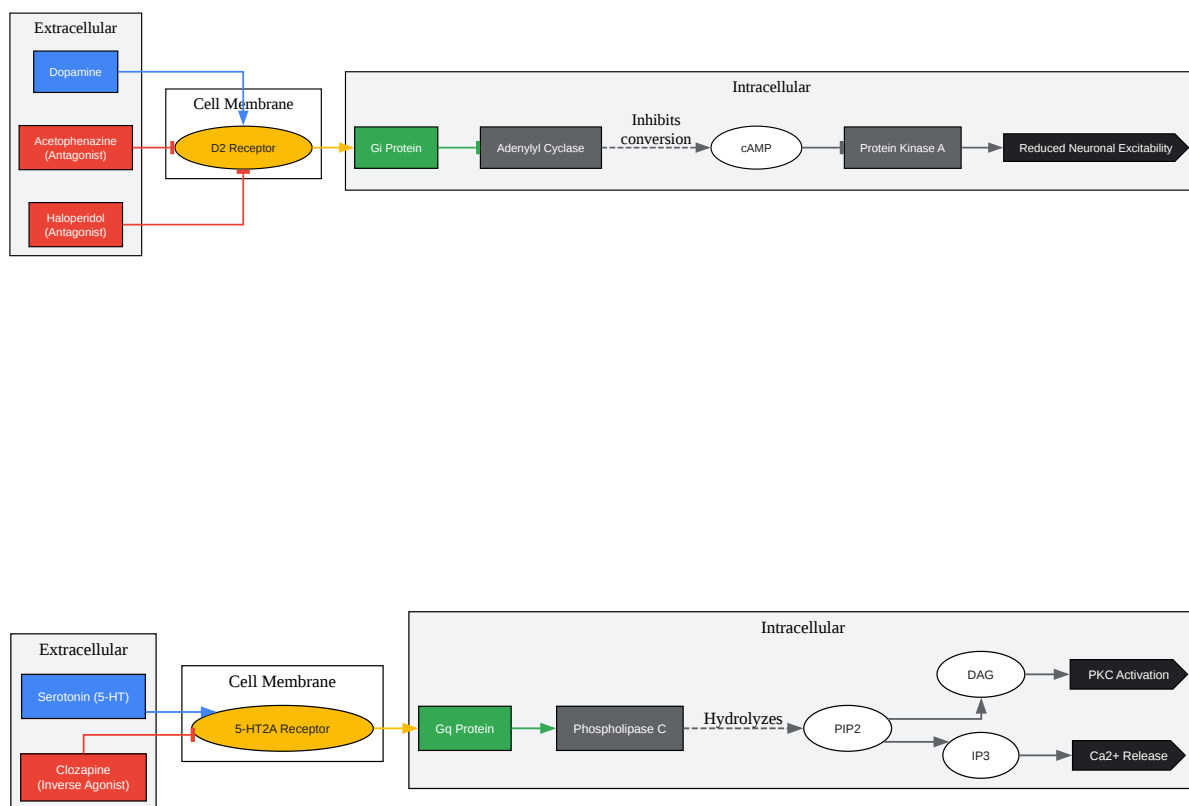 Extracellular
Dopamine
Acetophenazine
(Antagonist)
Haloperidol
(Antagonist)
Cell Membrane
D2 Receptor
Intracellular
Gi Protein
Adenylyl Cyclase
Inhibits
conversion
cAMP
Protein Kinase A
Reduced Neuronal Excitability
Extracellular
Serotonin (5-HT)
Clozapine
(Inverse Agonist)
Cell Membrane
5-HT2A Receptor
Intracellular
Gq Protein
Phospholipase C
Hydrolyzes
PIP2
DAG
PKC Activation
IP3
Ca2+ Release